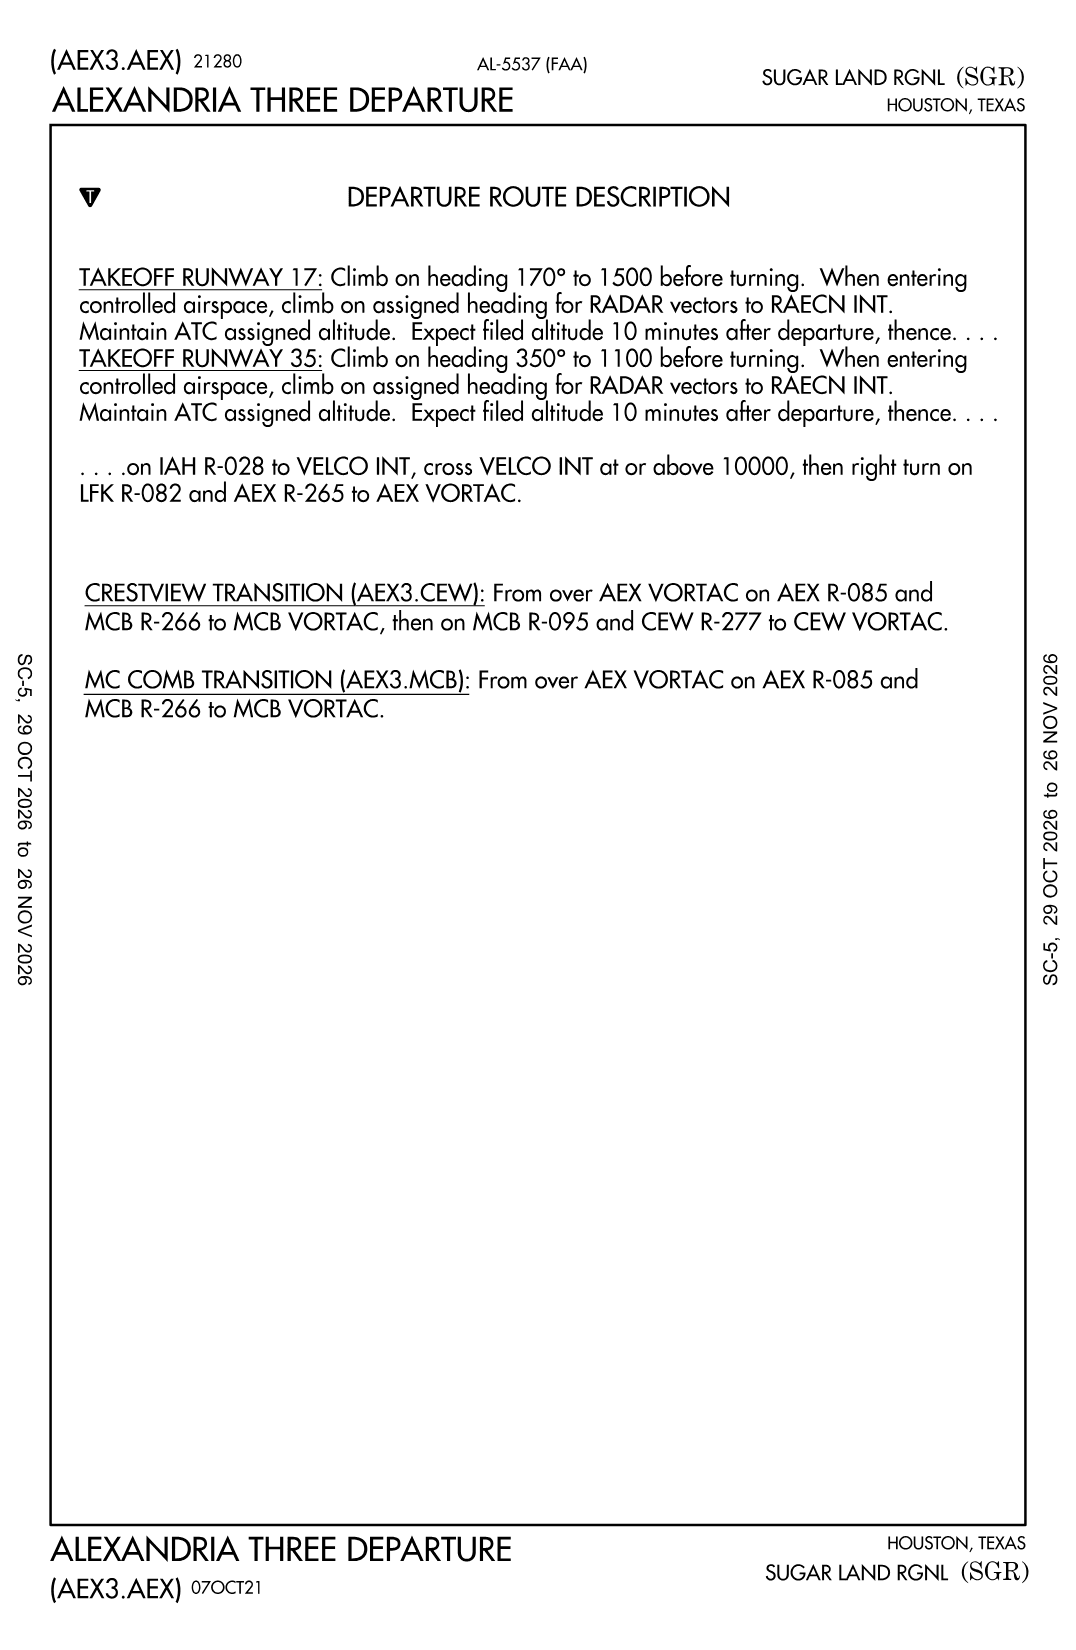 (AEX3.AEX) 21280
AL-5537 (FAA)
SUGAR LAND RGNL (SGR)
ALEXANDRIA THREE DEPARTURE
HOUSTON, TEXAS
T
DEPARTURE ROUTE DESCRIPTION
TAKEOFF RUNWAY 17: Climb on heading 170° to 1500 before turning. When entering
controlled airspace, climb on assigned heading for RADAR vectors to RAECN INT.
Maintain ATC assigned altitude. Expect filed altitude 10 minutes after departure, thence. . . .
TAKEOFF RUNWAY 35: Climb on heading 350° to 1100 before turning. When entering
controlled airspace, climb on assigned heading for RADAR vectors to RAECN INT.
Maintain ATC assigned altitude. Expect filed altitude 10 minutes after departure, thence. . . .
. . . .on IAH R-028 to VELCO INT, cross VELCO INT at or above 10000, then right turn on
LFK R-082 and AEX R-265 to AEX VORTAC.
CRESTVIEW TRANSITION (AEX3.CEW): From over AEX VORTAC on AEX R-085 and
MCB R-266 to MCB VORTAC, then on MCB R-095 and CEW R-277 to CEW VORTAC.
MC COMB TRANSITION (AEX3.MCB): From over AEX VORTAC on AEX R-085 and
MCB R-266 to MCB VORTAC.
SC-5, 29 OCT 2026 to 26 NOV 2026
SC-5, 29 OCT 2026 to 26 NOV 2026
ALEXANDRIA THREE DEPARTURE
HOUSTON, TEXAS
(AEX3.AEX) 07OCT21
SUGAR LAND RGNL (SGR)